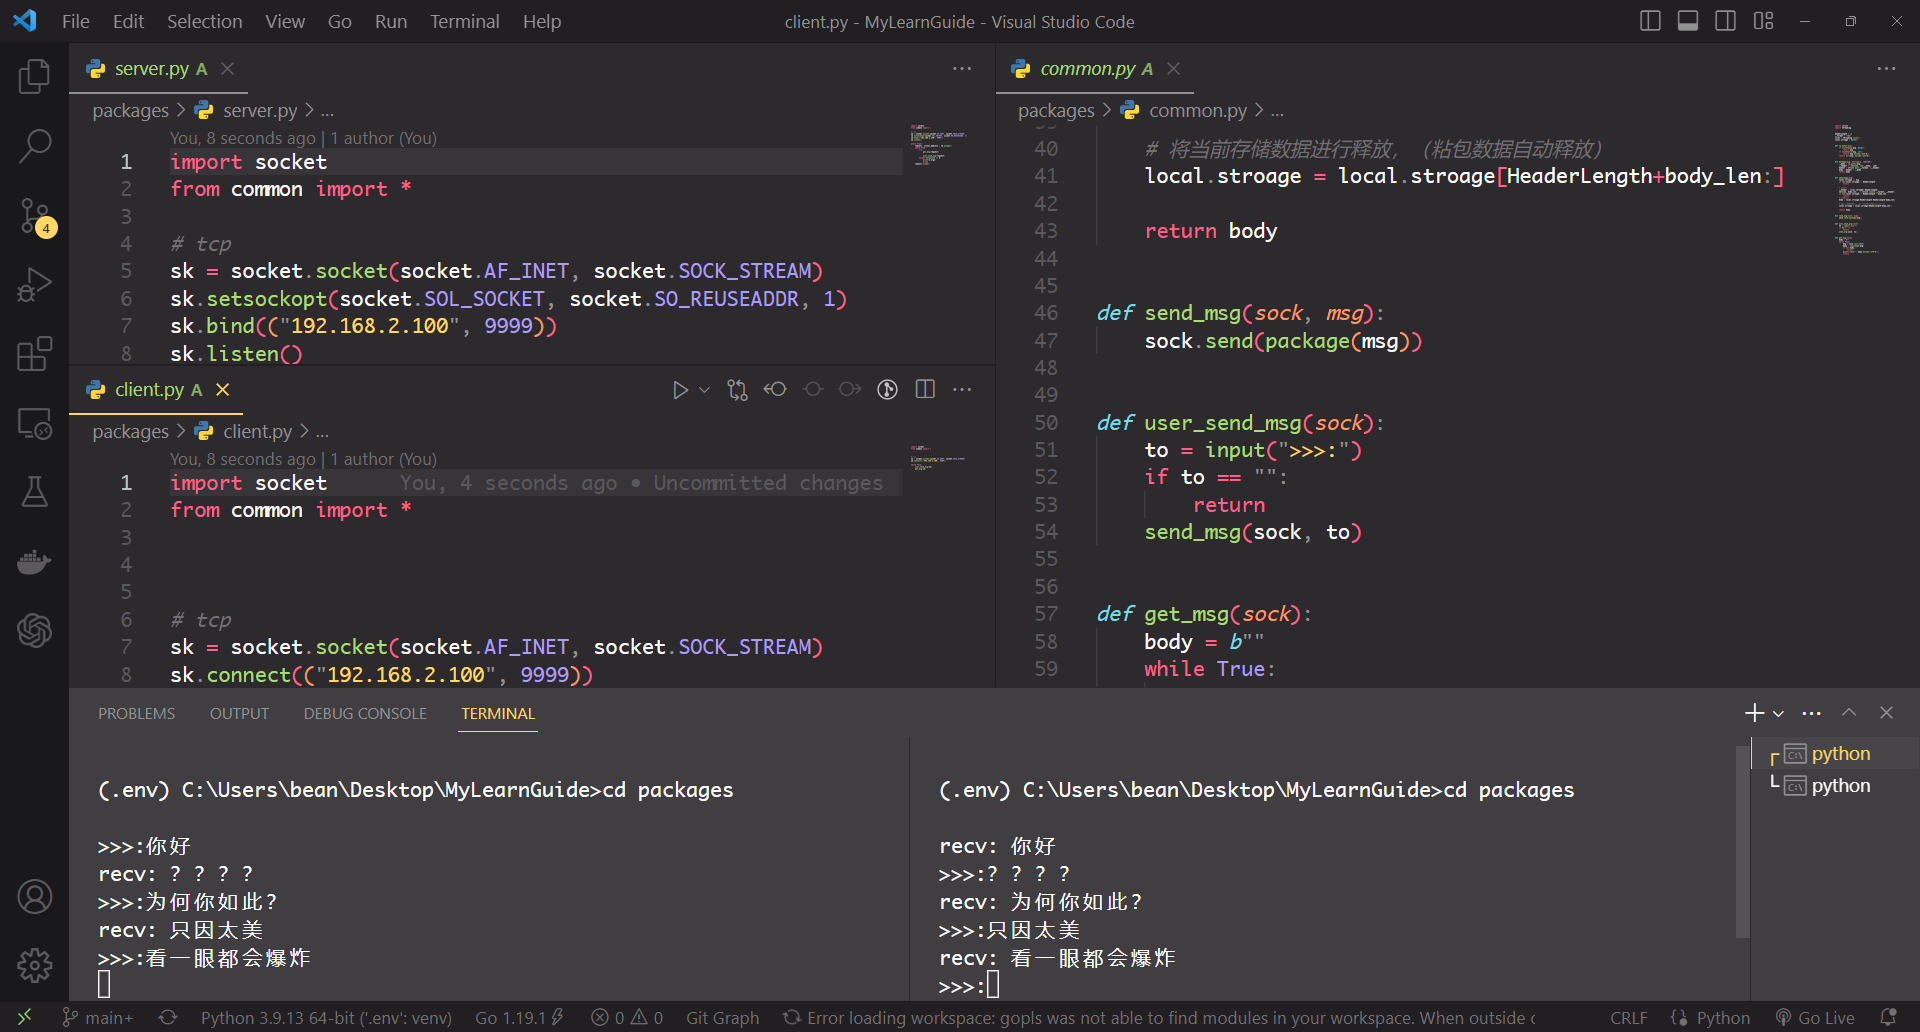 File Edit Selection View Go Run Terminal Help
client.py - MyLearnGuide - Visual Studio Code
4
server.py A
packages > server.py > ...
You, 8 seconds ago | 1 author (You)
1 import socket
2 from common import *
3
4 # tcp
5 sk = socket.socket(socket.AF_INET, socket.SOCK_STREAM)
6 sk.setsockopt(socket.SOL_SOCKET, socket.SO_REUSEADDR, 1)
7 sk.bind(("192.168.2.100", 9999))
8 sk.listen()
client.py A
packages > client.py > ...
You, 8 seconds ago | 1 author (You)
1 import socket You, 4 seconds ago • Uncommitted changes
2 from common import *
3
4
5
6 # tcp
7 sk = socket.socket(socket.AF_INET, socket.SOCK_STREAM)
8 sk.connect(("192.168.2.100", 9999))
common.py A
packages > common.py > ...
40 # 将当前存储数据进行释放，（粘包数据自动释放）
41 local.stroage = local.stroage[HeaderLength+body_len:]
42
43 return body
44
45
46 def send_msg(sock, msg):
47 sock.send(package(msg))
48
49
50 def user_send_msg(sock):
51 to = input(">>>:")
52 if to == "":
53 return
54 send_msg(sock, to)
55
56
57 def get_msg(sock):
58 body = b""
59 while True:
PROBLEMS OUTPUT DEBUG CONSOLE TERMINAL
(.env) C:\Users\bean\Desktop\MyLearnGuide>cd packages
>>>:你好
recv: ？？？？
>>>:为何你如此？
recv: 只因太美
>>>:看一眼都会爆炸
(.env) C:\Users\bean\Desktop\MyLearnGuide>cd packages
recv: 你好
>>>:？？？？
recv: 为何你如此？
>>>:只因太美
recv: 看一眼都会爆炸
>>>:
python
python
main+ Python 3.9.13 64-bit ('.env': venv) Go 1.19.1 0 0 Git Graph Error loading workspace: gopls was not able to find modules in your workspace. When outside CRLF Python Go Live